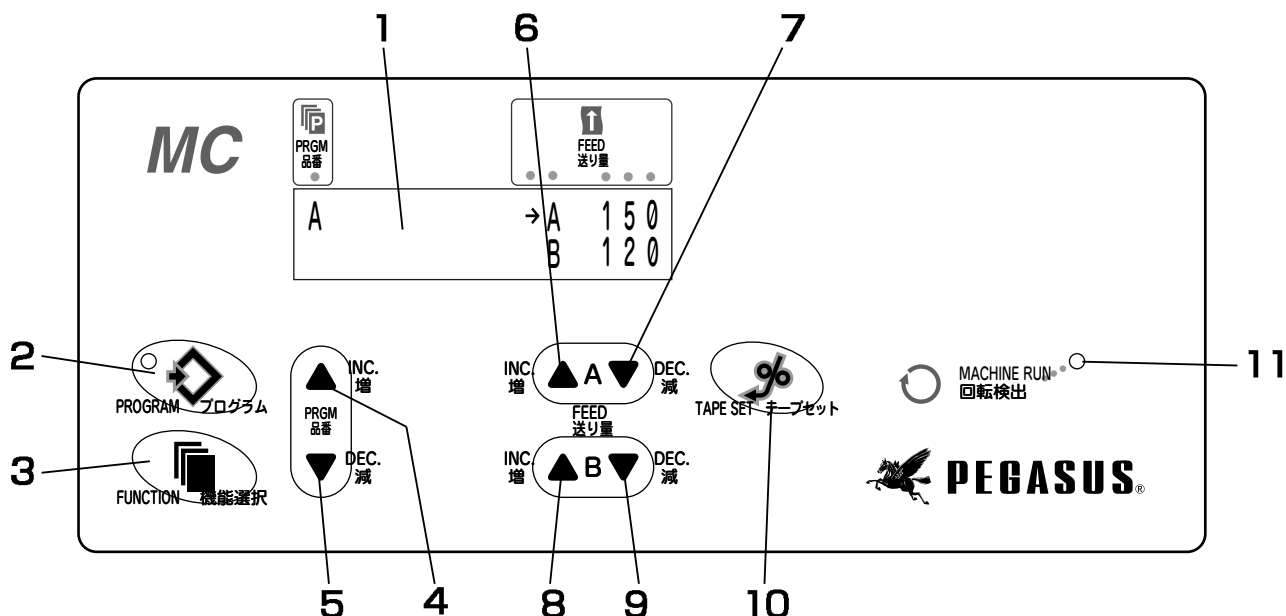 1
6
7
MC
P
PRGM
品番
FEED
送り量
A →A 150
B 120
2
PROGRAM プログラム
INC.
増
INC.
増
A
DEC.
減
%
TAPE SET テープセット
MACHINE RUN
回転検出
11
PRGM
品番
FEED
送り量
3
FUNCTION 機能選択
DEC.
減
INC.
増
B
DEC.
減
PEGASUS®
5
4
8
9
10